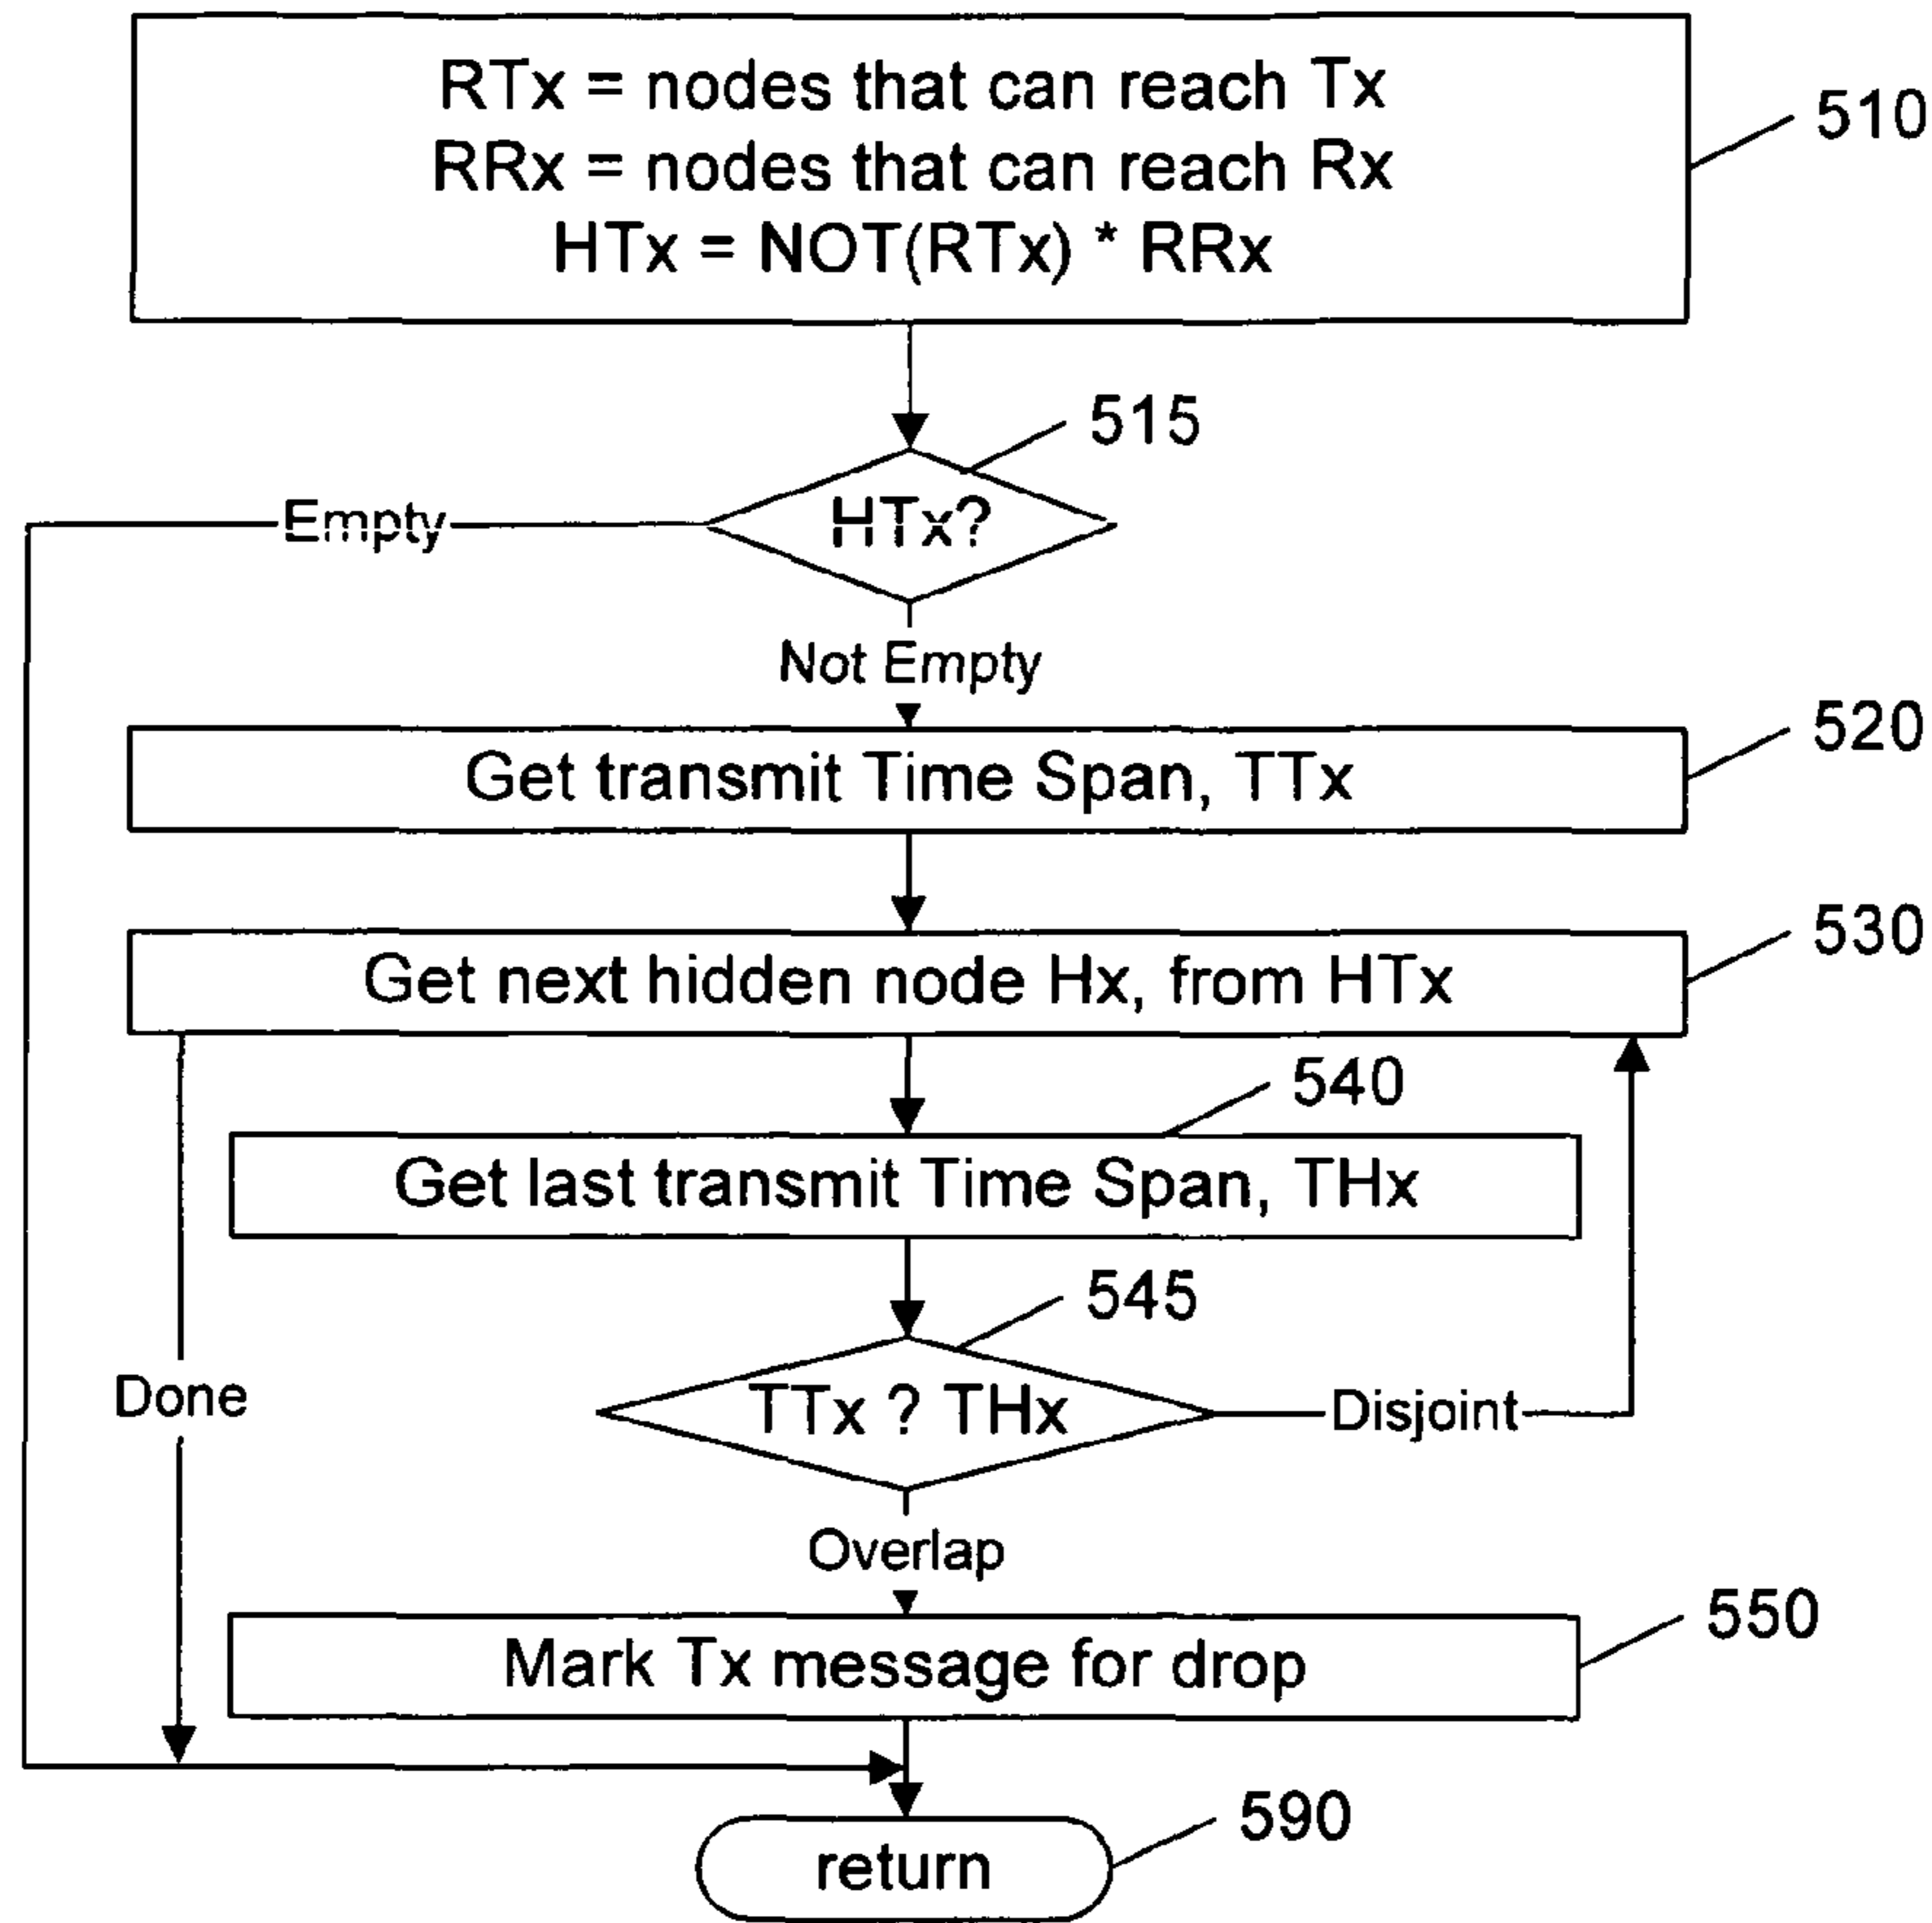 RTx = nodes that can reach Tx
RRx = nodes that can reach Rx
HTx = NOT(RTx) * RRx
510
515
HTx?
Empty
Not Empty
520
Get transmit Time Span, TTx
530
Get next hidden node Hx, from HTx
540
Get last transmit Time Span, THx
545
TTx ? THx
Disjoint
Done
Overlap
550
Mark Tx message for drop
590
return